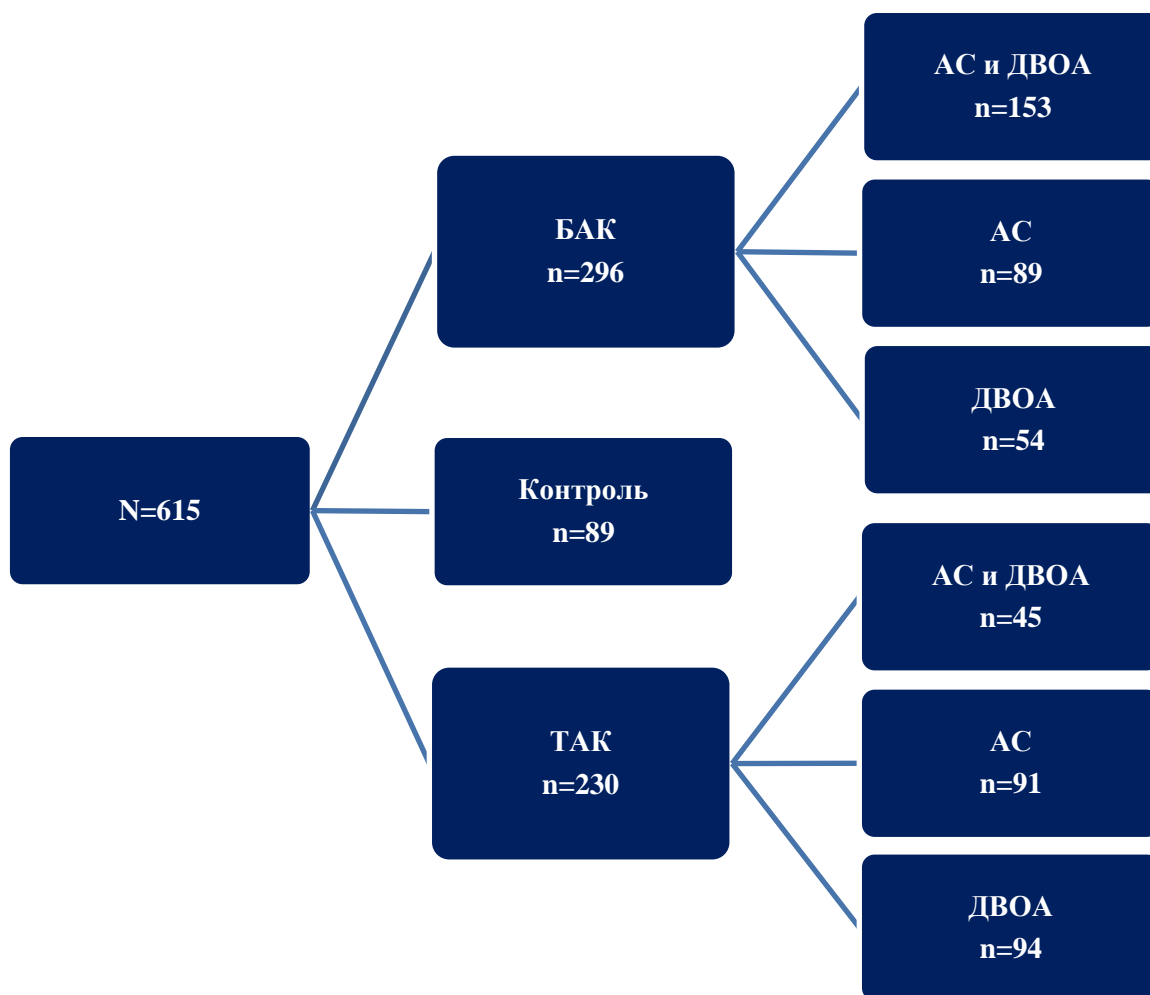 N=615
БАК
n=296
Контроль
n=89
ТАК
n=230
АС и ДВОА
n=153
АС
n=89
ДВОА
n=54
АС и ДВОА
n=45
АС
n=91
ДВОА
n=94